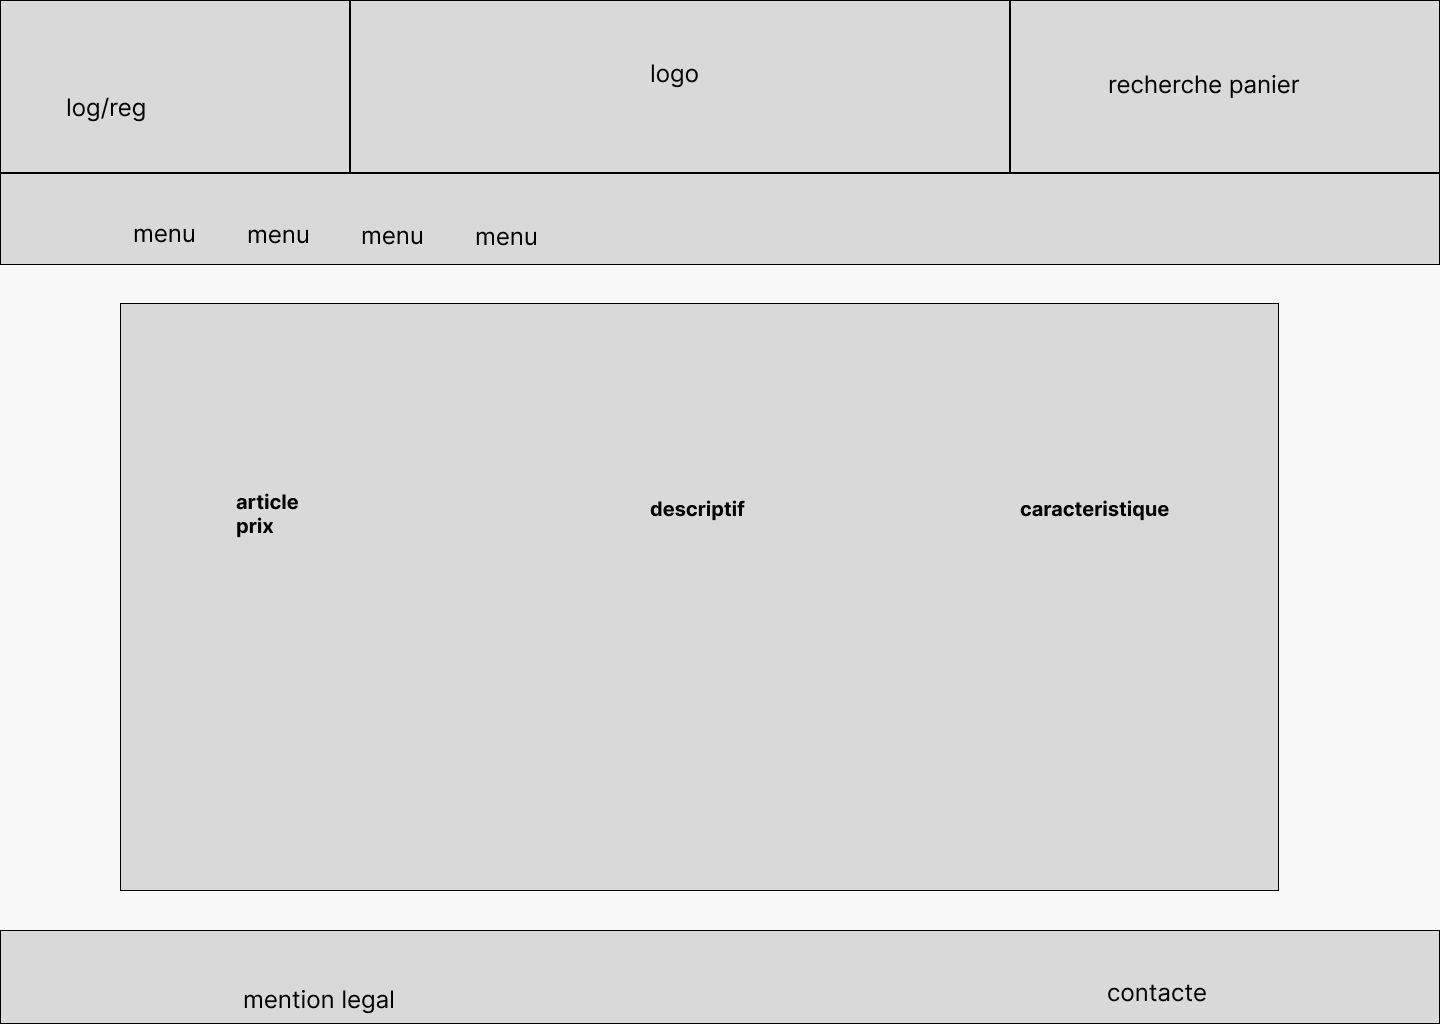 log/reg
logo
recherche panier
menu menu menu menu
article
prix
descriptif
caracteristique
mention legal
contacte